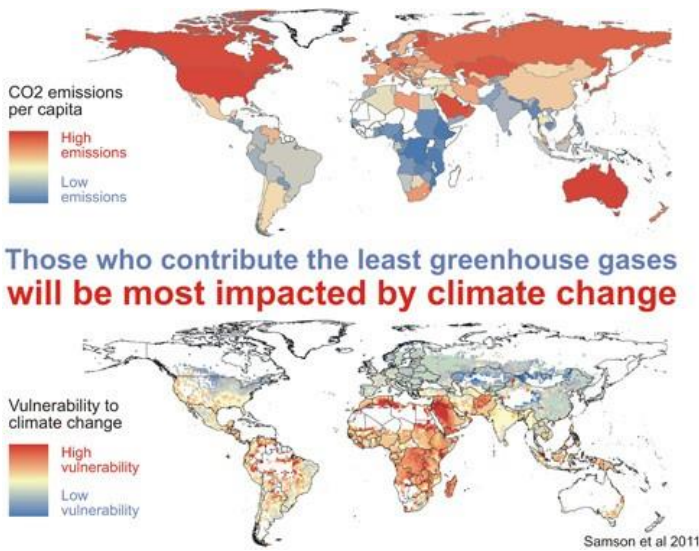 CO2 emissions
per capita
High
emissions
Low
emissions
Those who contribute the least greenhouse gases
will be most impacted by climate change
Vulnerability to
climate change
High
vulnerability
Low
vulnerability
Samson et al 2011